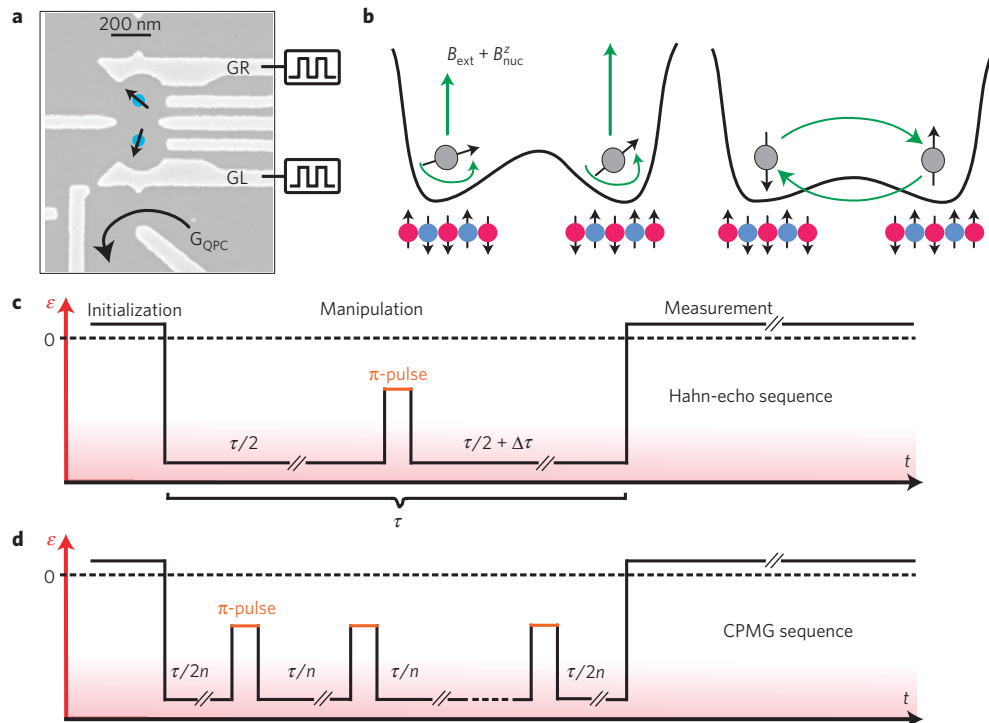 a
200 nm
GR
GL
G_QPC
b
B_ext + B^z_nuc
c
ε
Initialization
Manipulation
Measurement
0
π-pulse
Hahn-echo sequence
τ/2
τ/2 + Δτ
t
τ
d
ε
0
π-pulse
CPMG sequence
τ/2n
τ/n
τ/n
τ/2n
t